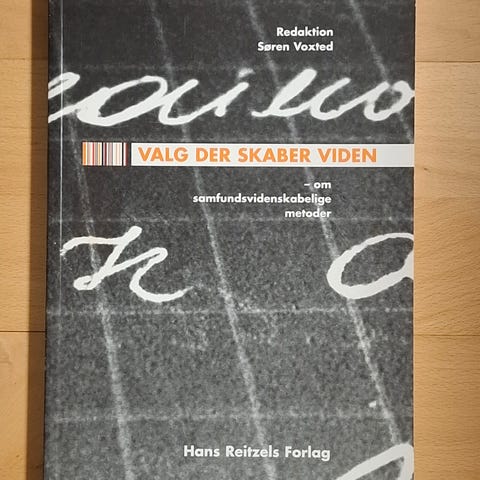 Redaktion
Søren Voxted
VALG DER SKABER VIDEN
– om
samfundsvidenskabelige
metoder
Hans Reitzels Forlag